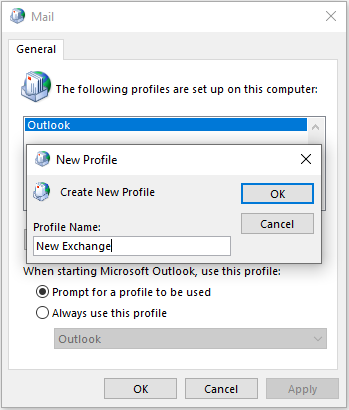 Mail
General
The following profiles are set up on this computer:
Outlook
New Profile
Create New Profile
OK
Cancel
Profile Name:
New Exchange
When starting Microsoft Outlook, use this profile:
Prompt for a profile to be used
Always use this profile
Outlook
OK
Cancel
Apply